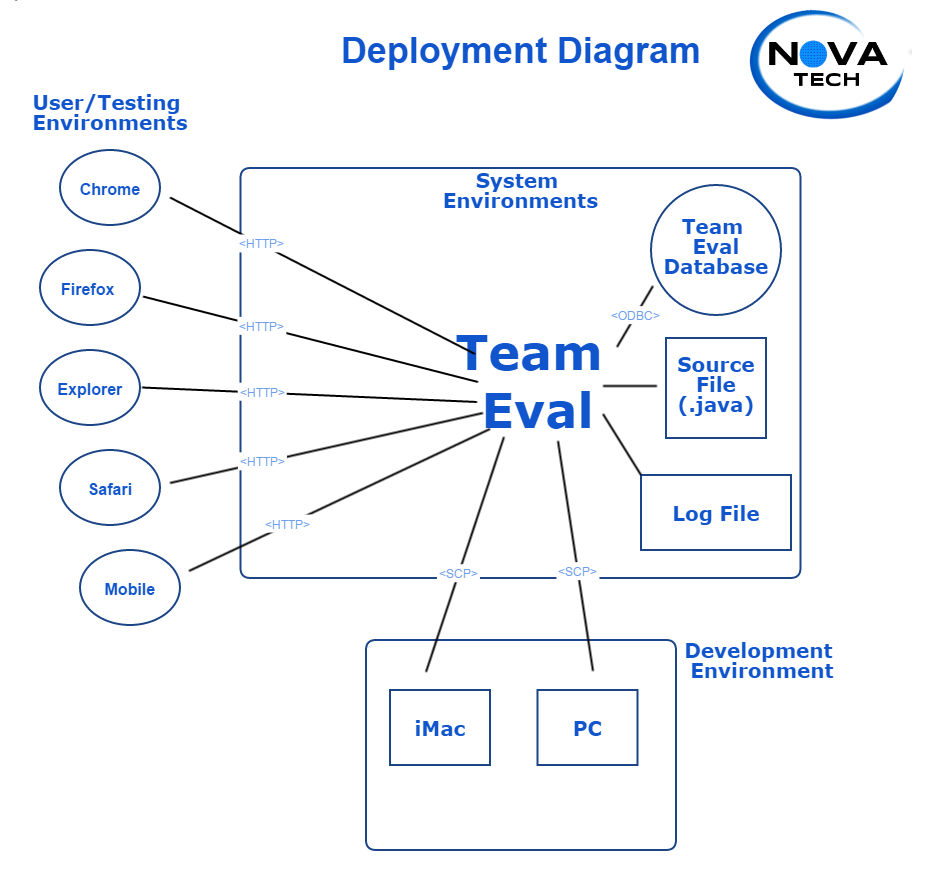 Deployment Diagram
NOVA
TECH
User/Testing
Environments
Chrome
Firefox
Explorer
Safari
Mobile
System
Environments
<HTTP>
<HTTP>
<HTTP>
<HTTP>
<HTTP>
Team
Eval
Team
Eval
Database
<ODBC>
Source
File
(.java)
Log File
<SCP>
<SCP>
Development
Environment
iMac
PC